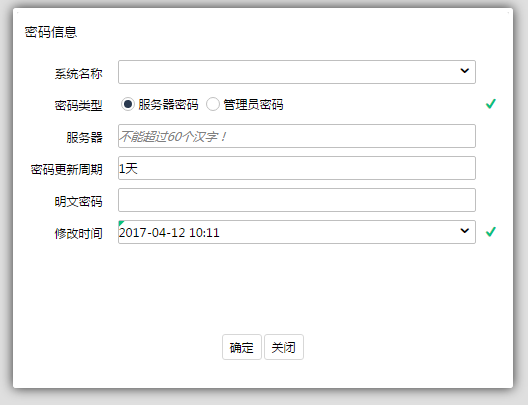 密码信息
系统名称
密码类型 服务器密码 管理员密码
服务器 不能超过60个汉字！
密码更新周期 1天
明文密码
修改时间 2017-04-12 10:11
确定 关闭